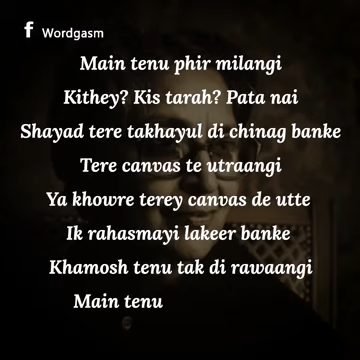 f Wordgasm
Main tenu phir milangi
Kithey? Kis tarah? Pata nai
Shayad tere takhayul di chinag banke
Tere canvas te utraangi
Ya khowre terey canvas de utte
Ik rahasmayi lakeer banke
Khamosh tenu tak di rawaangi
Main tenu